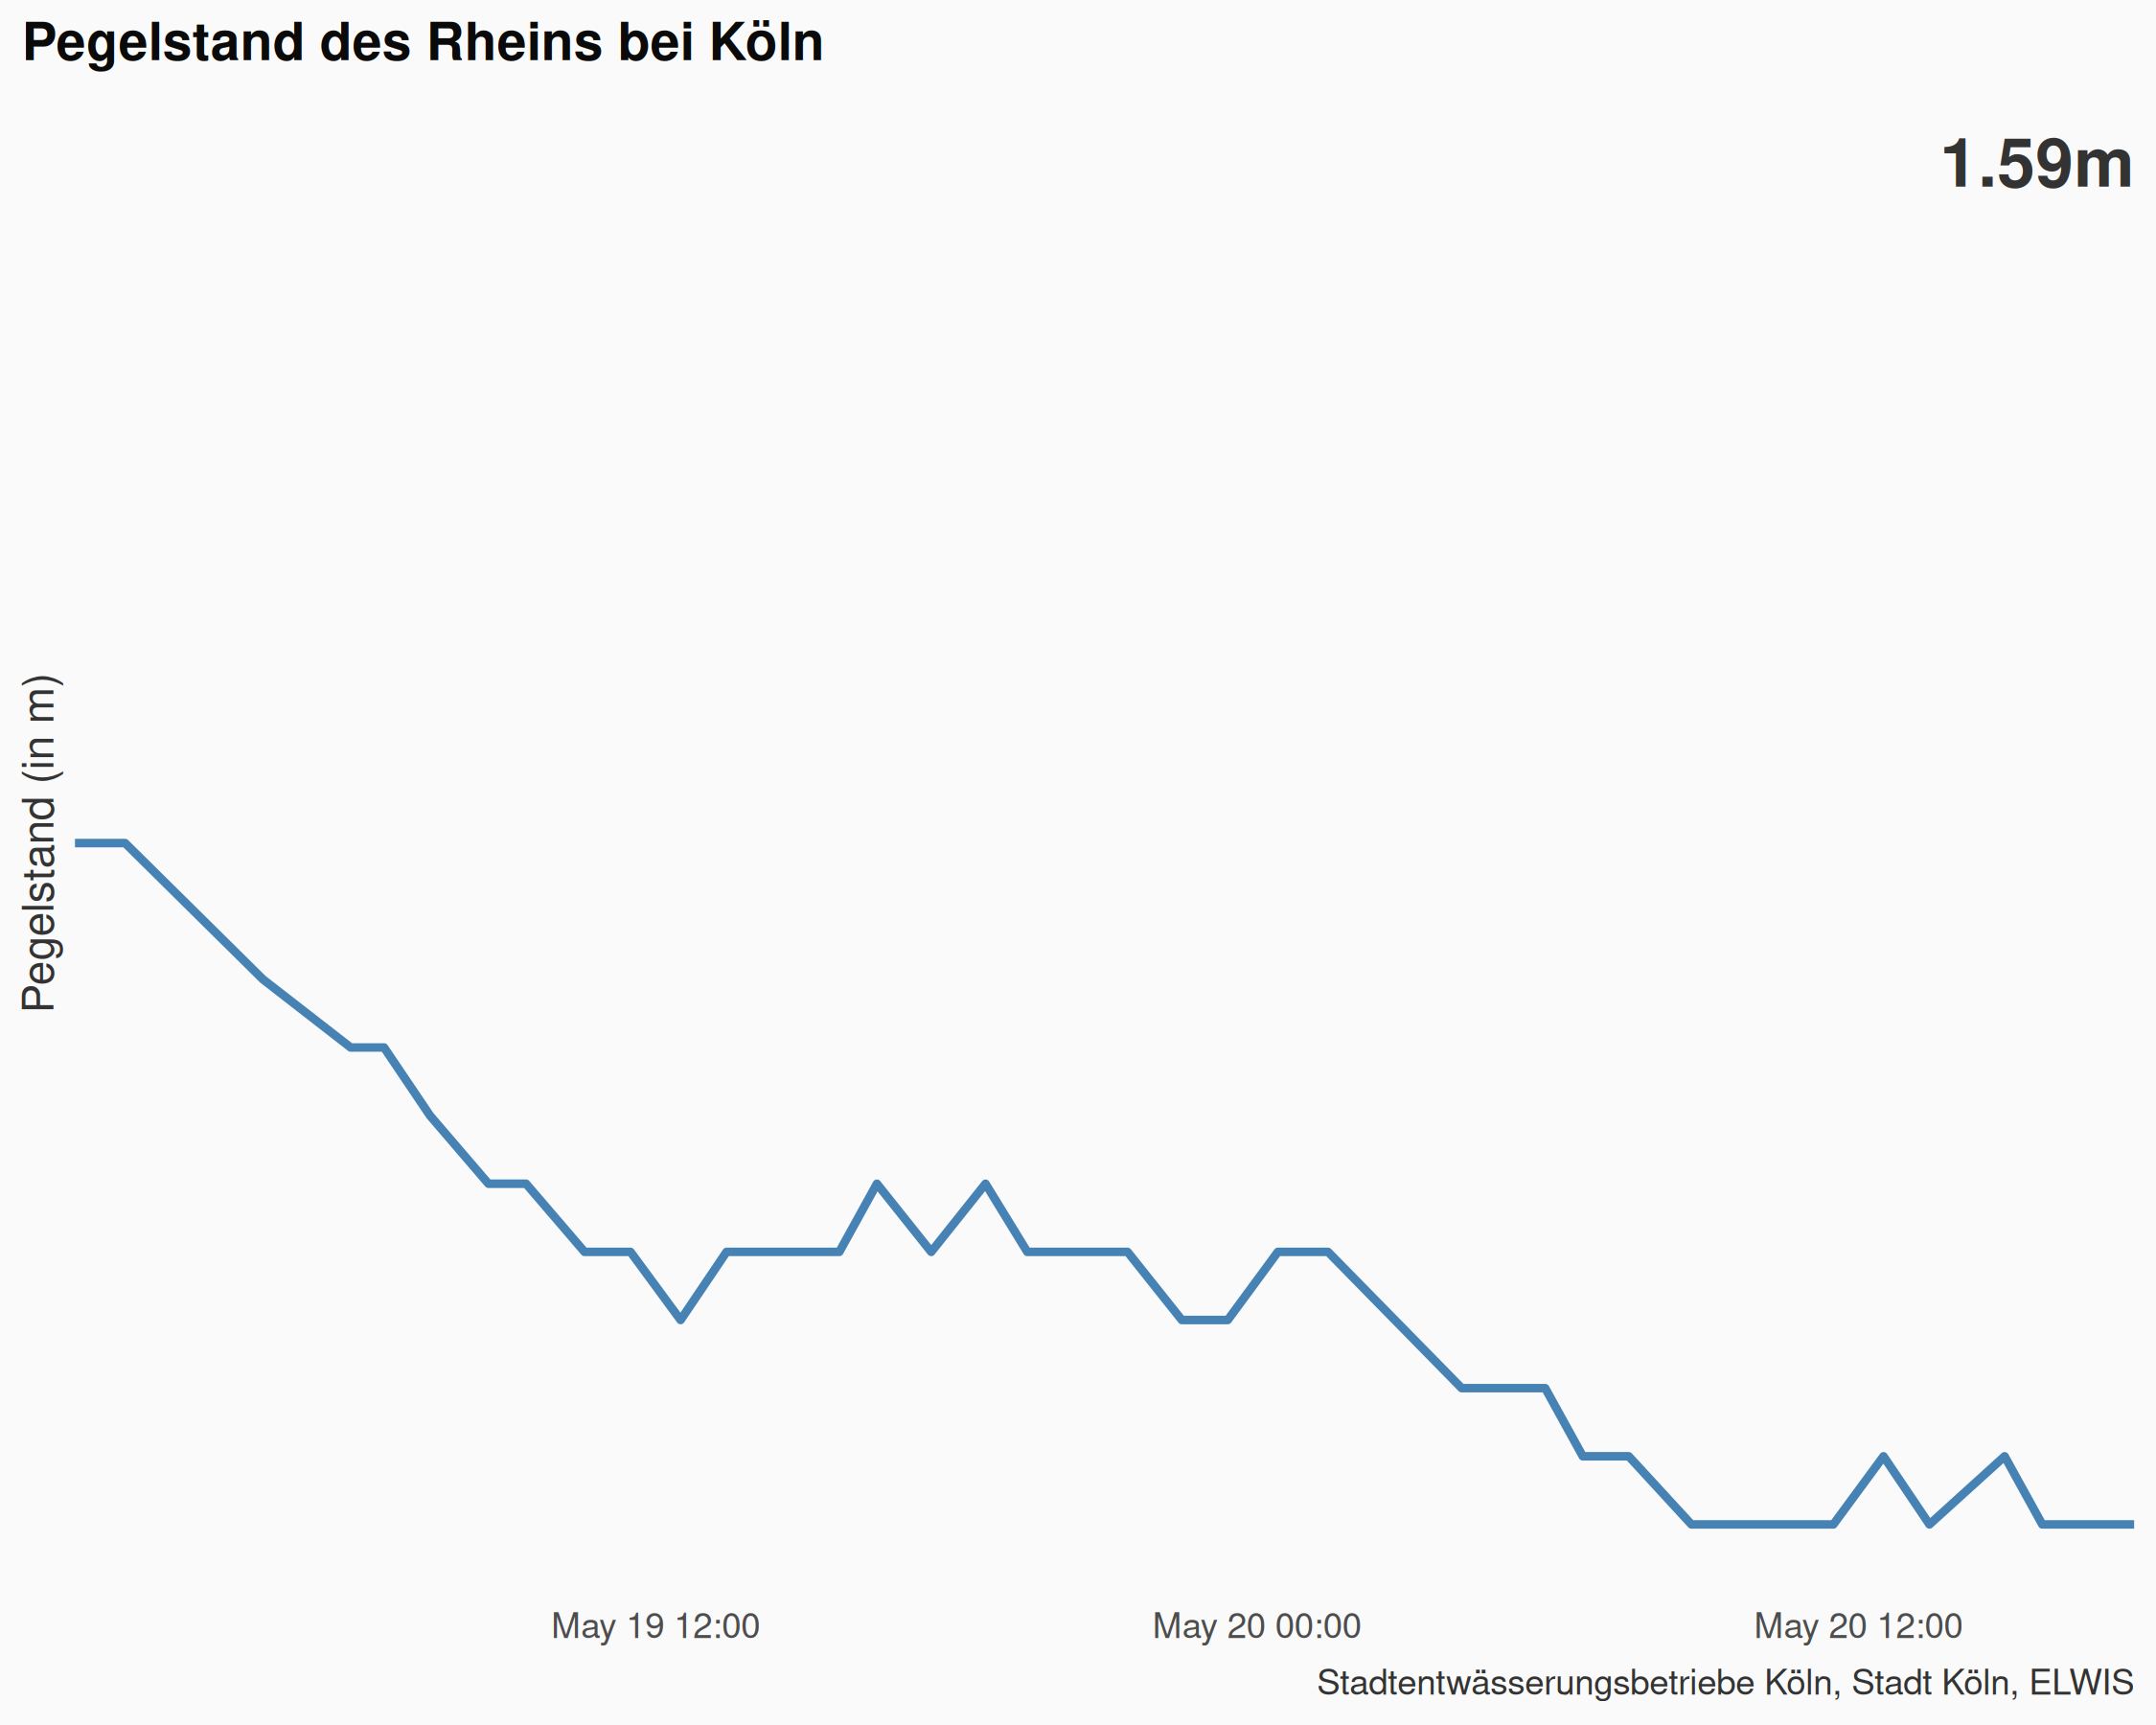 Pegelstand des Rheins bei Köln
1.59m
Pegelstand (in m)
May 19 12:00
May 20 00:00
May 20 12:00
Stadtentwässerungsbetriebe Köln, Stadt Köln, ELWIS